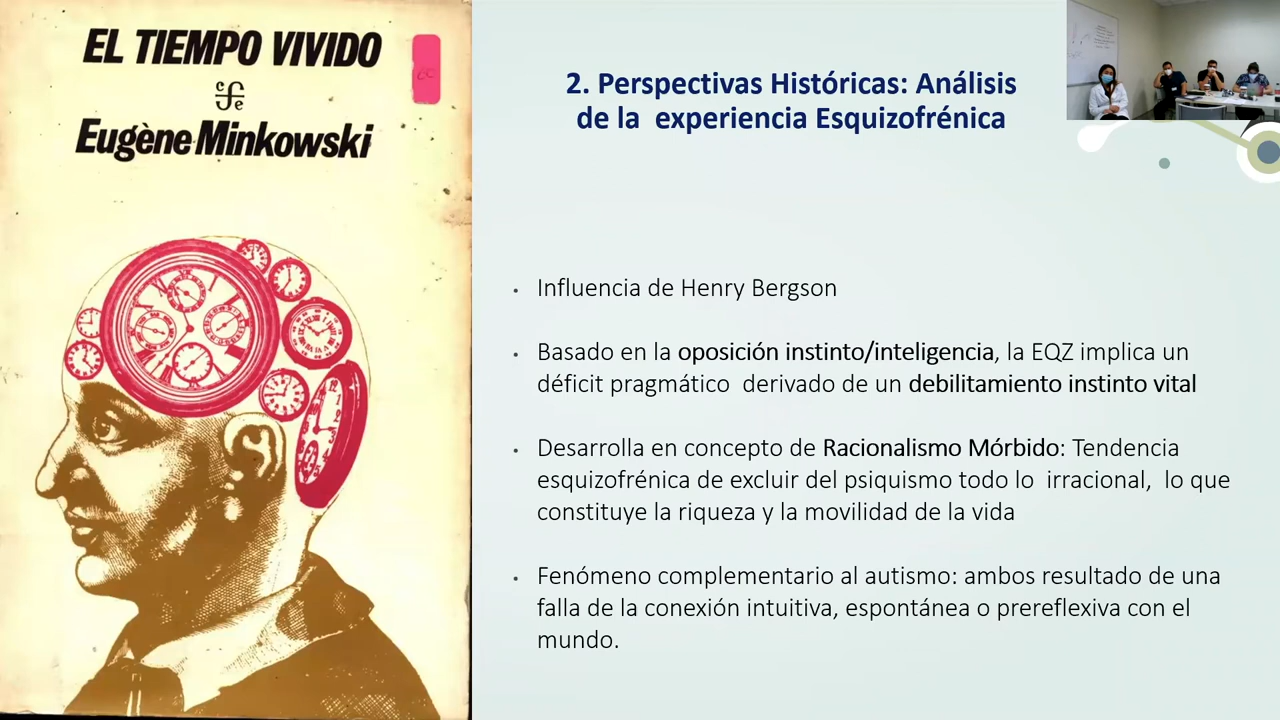 EL TIEMPO VIVIDO
cfe
Eugène Minkowski
2. Perspectivas Históricas: Análisis
de la experiencia Esquizofrénica
• Influencia de Henry Bergson
• Basado en la oposición instinto/inteligencia, la EQZ implica un
déficit pragmático derivado de un debilitamiento instinto vital
• Desarrolla en concepto de Racionalismo Mórbido: Tendencia
esquizofrénica de excluir del psiquismo todo lo irracional, lo que
constituye la riqueza y la movilidad de la vida
• Fenómeno complementario al autismo: ambos resultado de una
falla de la conexión intuitiva, espontánea o prereflexiva con el
mundo.